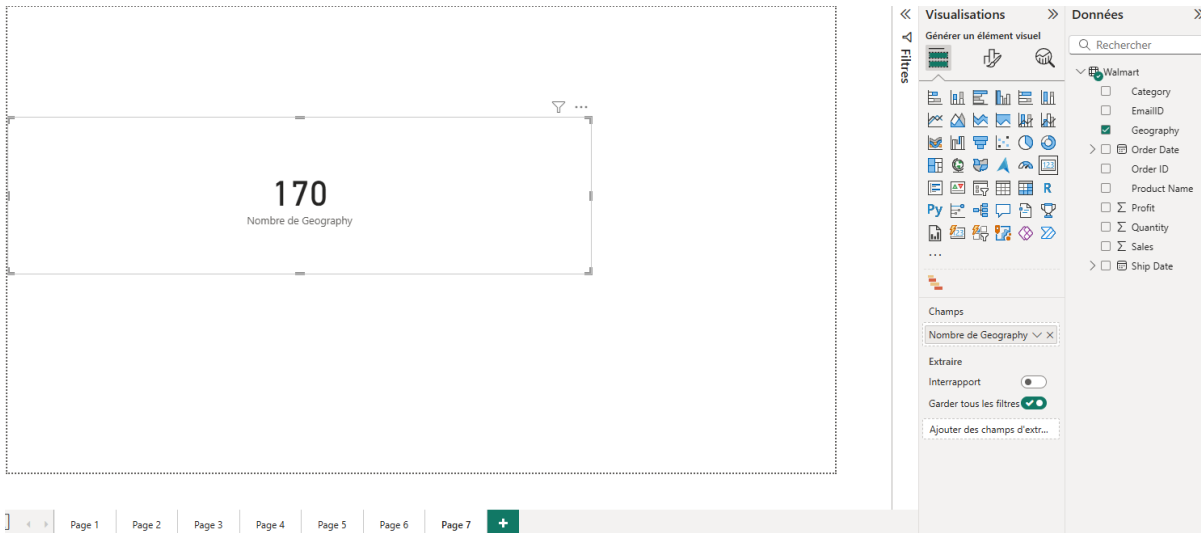 170
Nombre de Geography
Page 1
Page 2
Page 3
Page 4
Page 5
Page 6
Page 7
+
Filtres
Visualisations
Générer un élément visuel
123
R
Py
123
...
Champs
Nombre de Geography
Extraire
Interrapport
Garder tous les filtres
Ajouter des champs d'extr...
Données
Rechercher
Walmart
Category
EmailID
Geography
Order Date
Order ID
Product Name
∑ Profit
∑ Quantity
∑ Sales
Ship Date